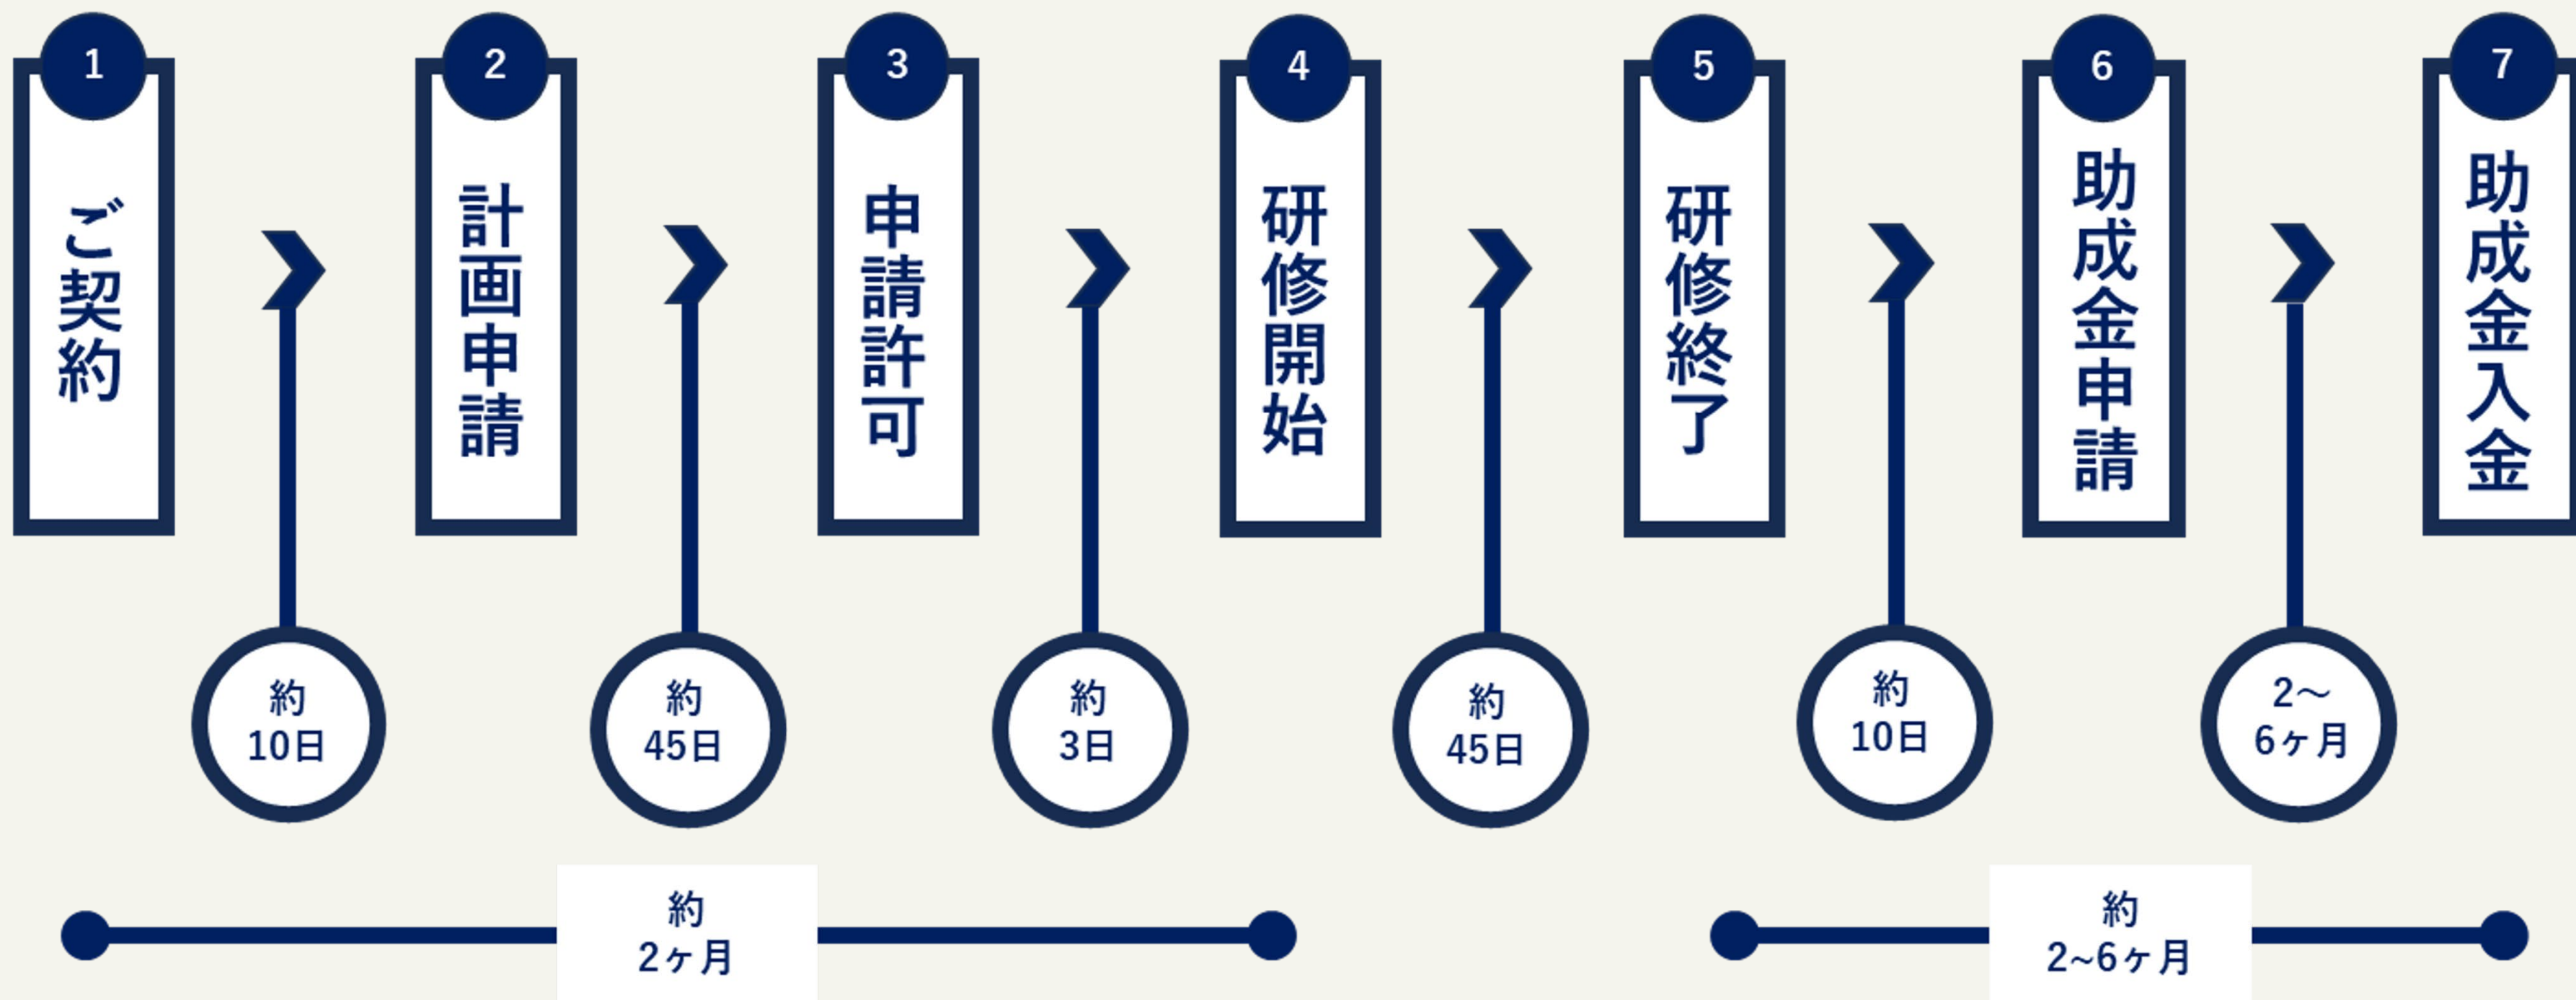 1
ご契約
約
10日
2
計画申請
約
45日
3
申請許可
約
3日
4
研修開始
約
45日
5
研修終了
約
10日
6
助成金申請
2〜
6ヶ月
7
助成金入金
約
2ヶ月
約
2~6ヶ月